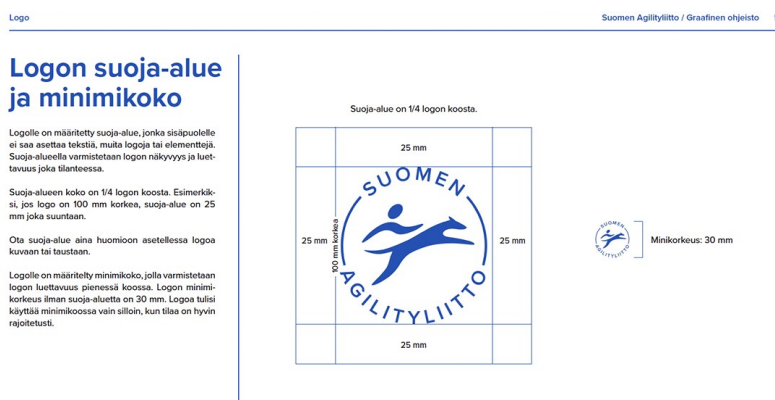 Logo
Suomen Agilityliitto / Graafinen ohjeisto
Logon suoja-alue
ja minimikoko
Logolle on määritetty suoja-alue, jonka sisäpuolelle
ei saa asettaa tekstiä, muita logoja tai elementtejä.
Suoja-alueella varmistetaan logon näkyvyys ja luet-
tavuus joka tilanteessa.
Suoja-alueen koko on 1/4 logon koosta. Esimerkik-
si, jos logo on 100 mm korkea, suoja-alue on 25
mm joka suuntaan.
Ota suoja-alue aina huomioon asetellessa logoa
kuvaan tai taustaan.
Logolle on määritelty minimikoko, jolla varmistetaan
logon luettavuus pienessä koossa. Logon minimi-
korkeus ilman suoja-aluetta on 30 mm. Logoa tulisi
käyttää minimikoossa vain silloin, kun tilaa on hyvin
rajoitetusti.
Suoja-alue on 1/4 logon koosta.
25 mm
SUOMEN
25 mm
100 mm korkea
25 mm
AGILITYLIITTO
25 mm
SUOMEN
AGILITYLIITTO
Minikorkeus: 30 mm